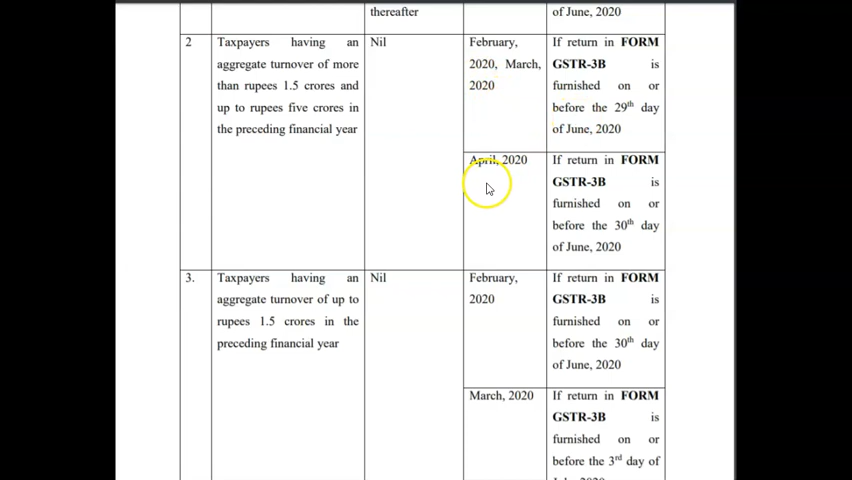 thereafter
of June, 2020
2
Taxpayers having an
aggregate turnover of more
than rupees 1.5 crores and
up to rupees five crores in
the preceding financial year
Nil
February,
2020, March,
2020
If return in FORM
GSTR-3B is
furnished on or
before the 29th day
of June, 2020
April, 2020
If return in FORM
GSTR-3B is
furnished on or
before the 30th day
of June, 2020
3.
Taxpayers having an
aggregate turnover of up to
rupees 1.5 crores in the
preceding financial year
Nil
February,
2020
If return in FORM
GSTR-3B is
furnished on or
before the 30th day
of June, 2020
March, 2020
If return in FORM
GSTR-3B is
furnished on or
before the 3rd day of